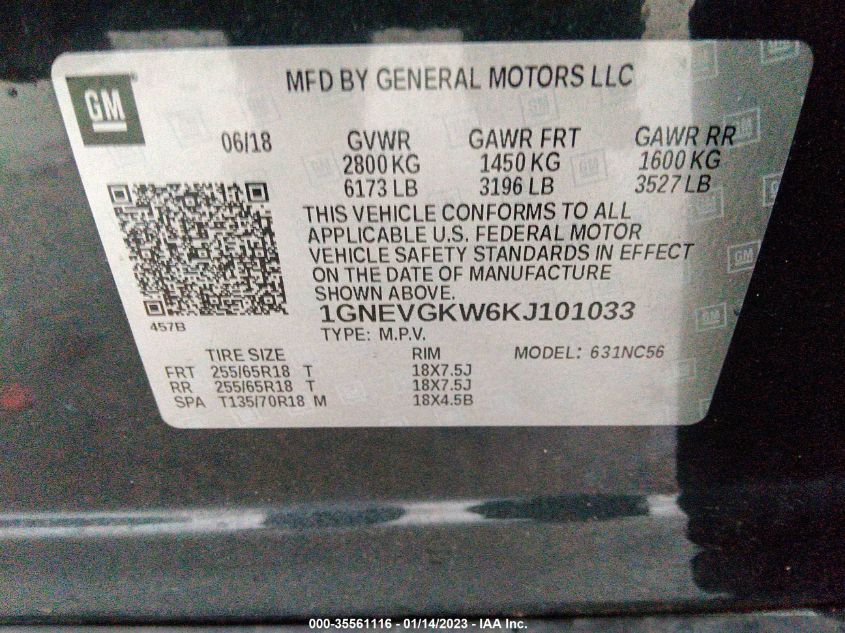 MFD BY GENERAL MOTORS LLC
GM
06/18 GVWR GAWR FRT GAWR RR
2800 KG 1450 KG 1600 KG
6173 LB 3196 LB 3527 LB
THIS VEHICLE CONFORMS TO ALL
APPLICABLE U.S. FEDERAL MOTOR
VEHICLE SAFETY STANDARDS IN EFFECT
ON THE DATE OF MANUFACTURE
SHOWN ABOVE.
1GNEVGKW6KJ101033
457B
TYPE: M.P.V.
TIRE SIZE RIM MODEL: 631NC56
FRT 255/65R18 T 18X7.5J
RR 255/65R18 T 18X7.5J
SPA T135/70R18 M 18X4.5B
000-35561116 - 01/14/2023 - IAA Inc.